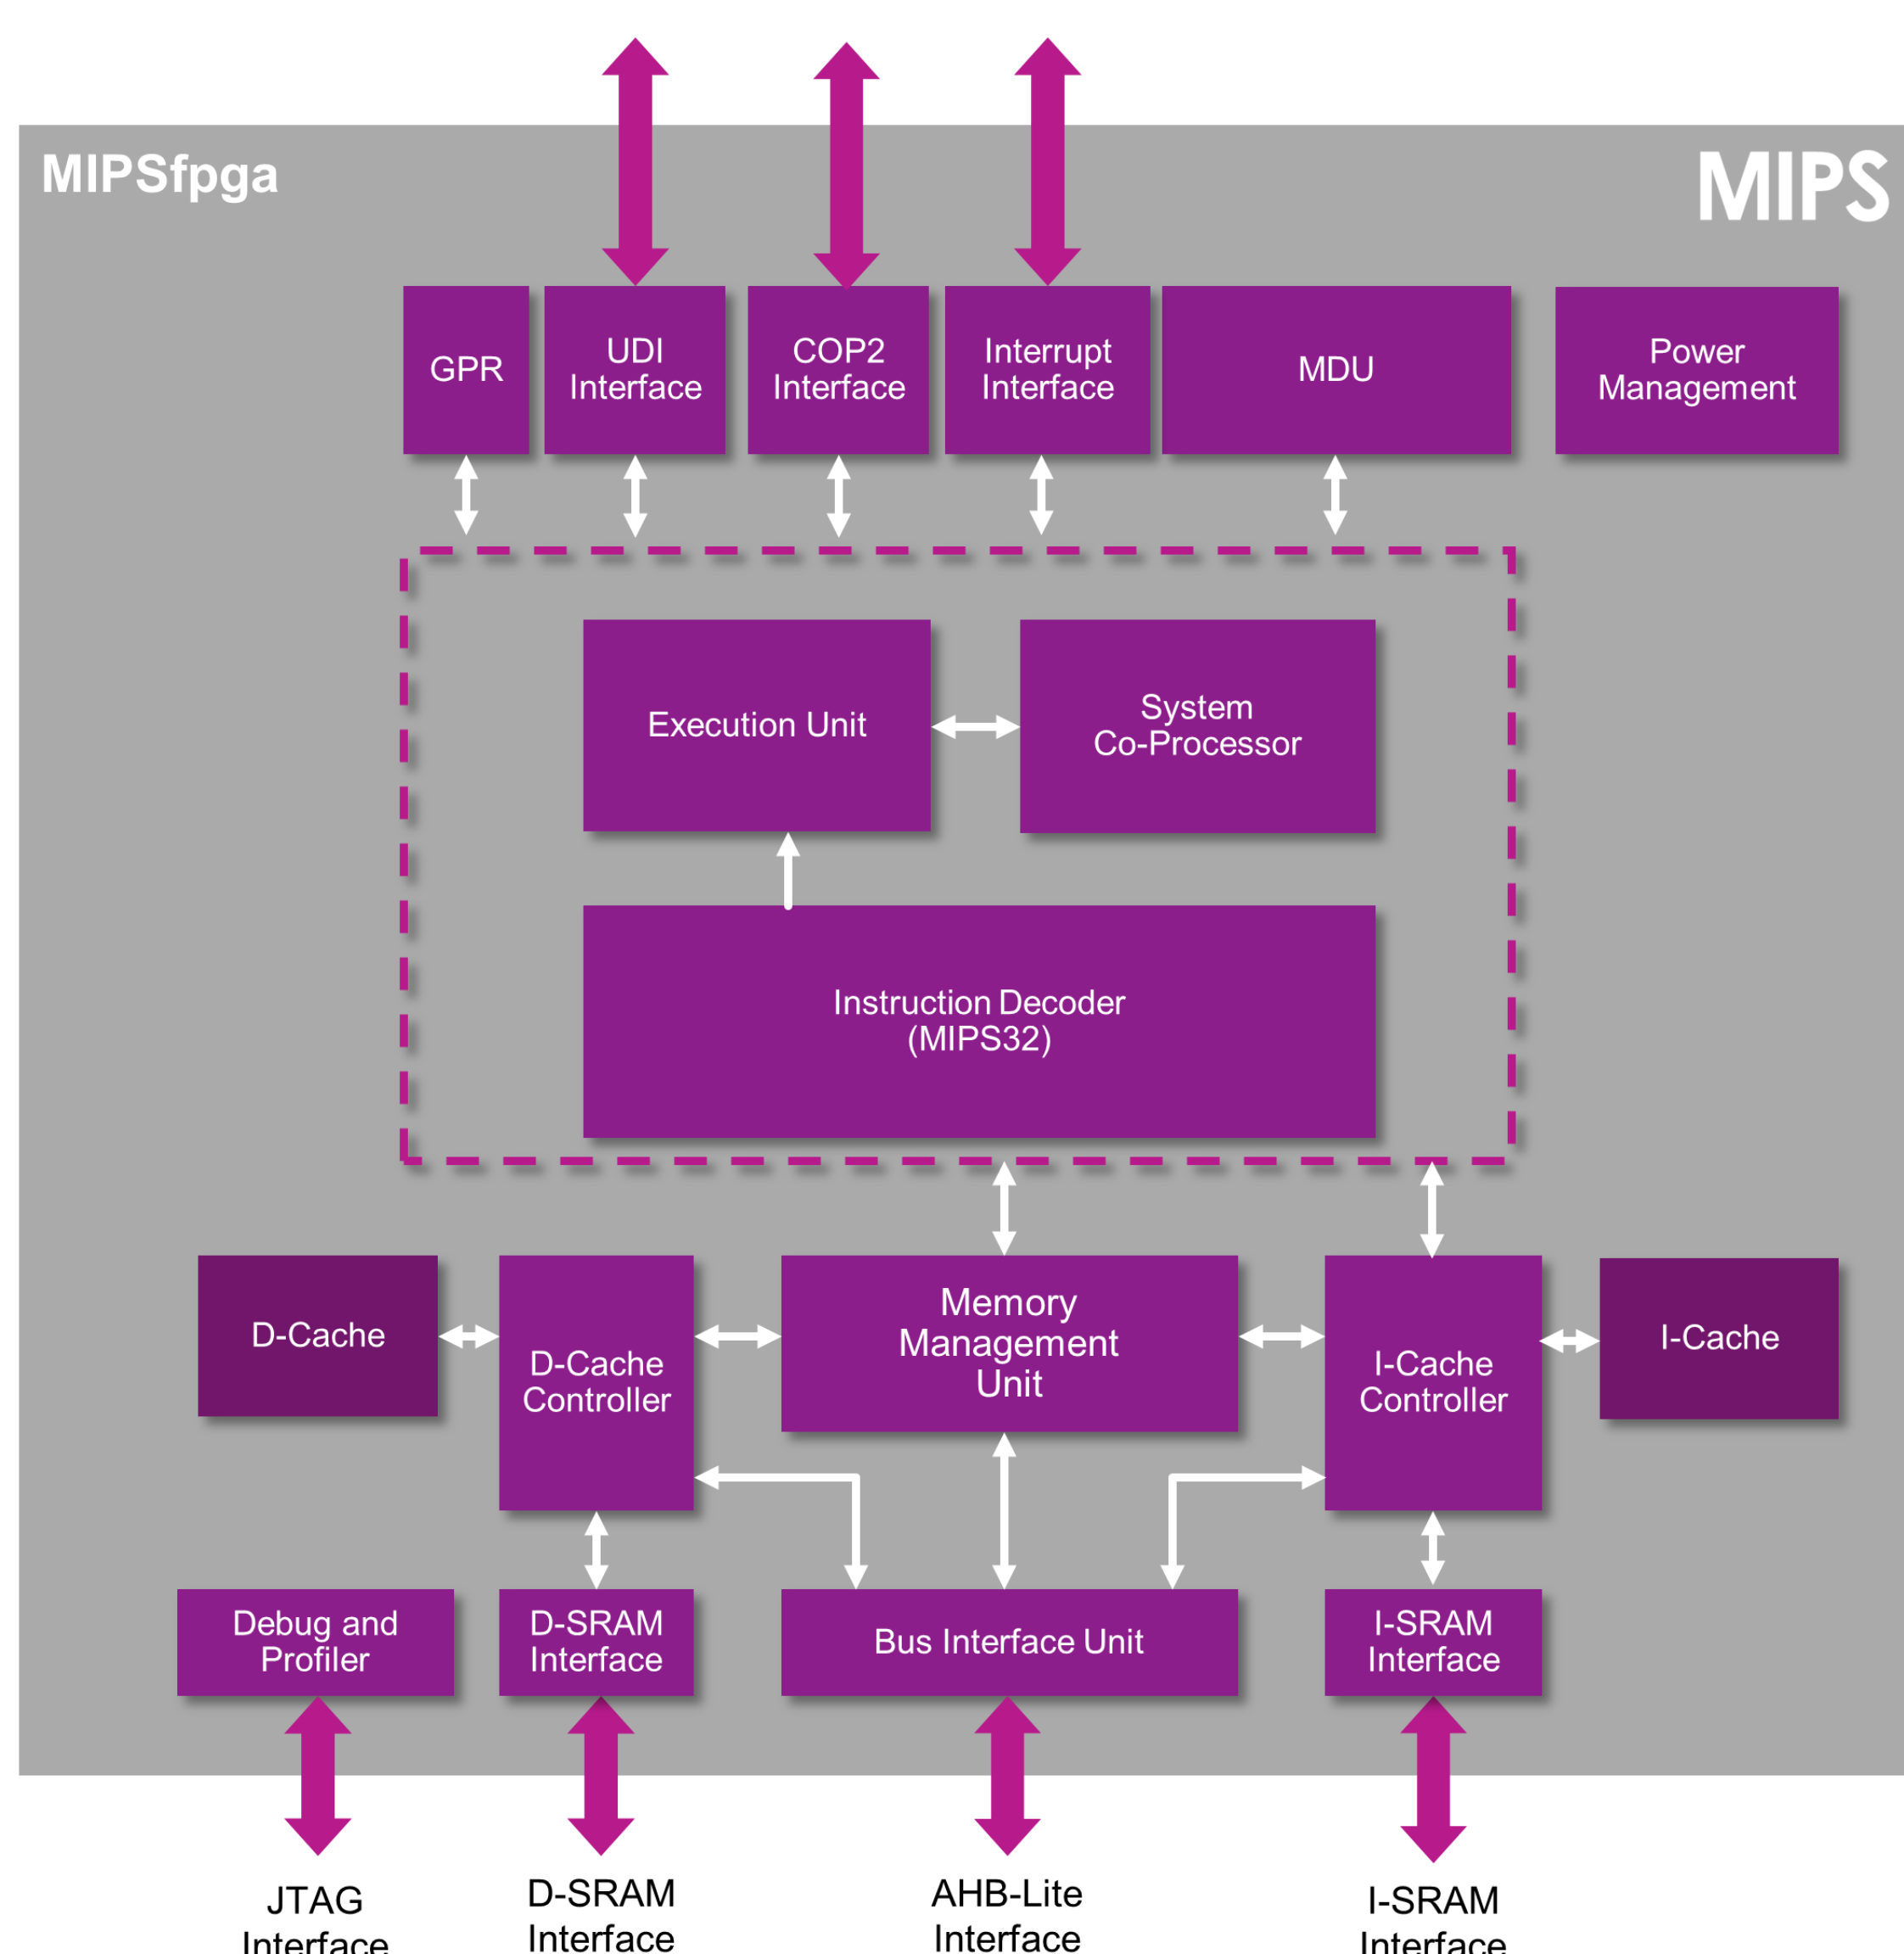 MIPSfpga
MIPS
GPR
UDI
Interface
COP2
Interface
Interrupt
Interface
MDU
Power
Management
Execution Unit
System
Co-Processor
Instruction Decoder
(MIPS32)
D-Cache
D-Cache
Controller
Memory
Management
Unit
I-Cache
Controller
I-Cache
Debug and
Profiler
D-SRAM
Interface
Bus Interface Unit
I-SRAM
Interface
JTAG
Interface
D-SRAM
Interface
AHB-Lite
Interface
I-SRAM
Interface